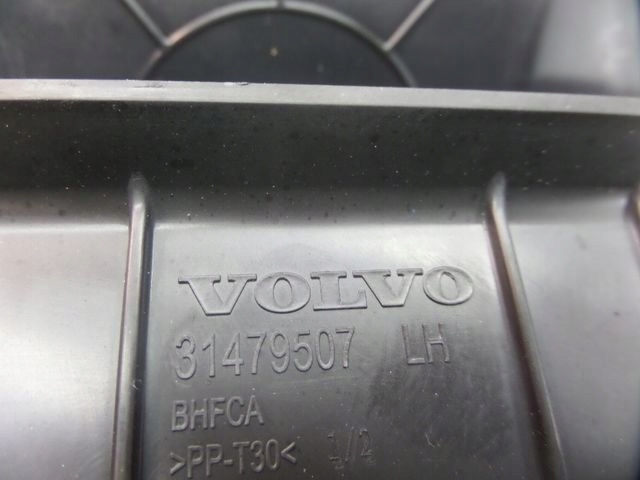 VOLVO
31479507 LH
BHFCA
>PP-T30< 1/2